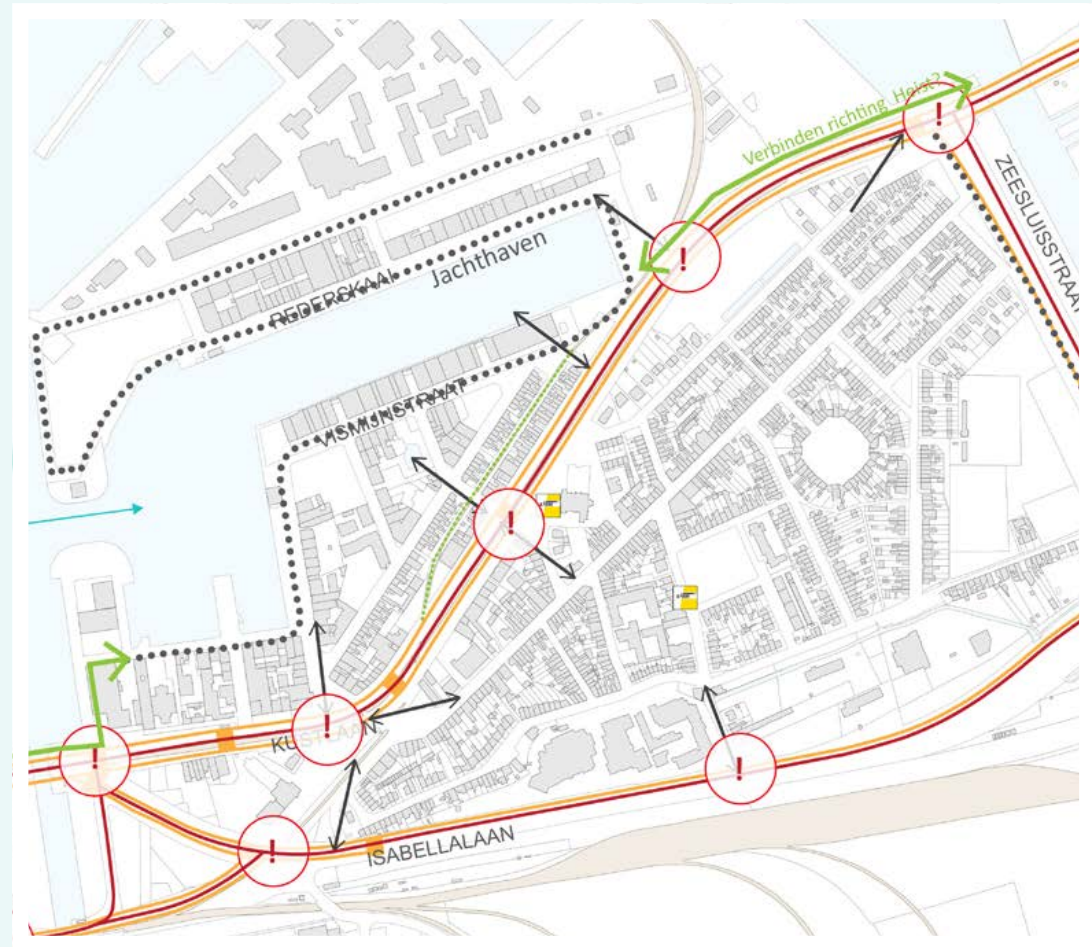 Verbinden richting Heist?
!
ZEESLUISSTRAAT
Jachthaven
!
REDERSKAAI
VISMIJNSTRAAT
!
KUSTLAAN
!
!
!
!
ISABELLALAAN